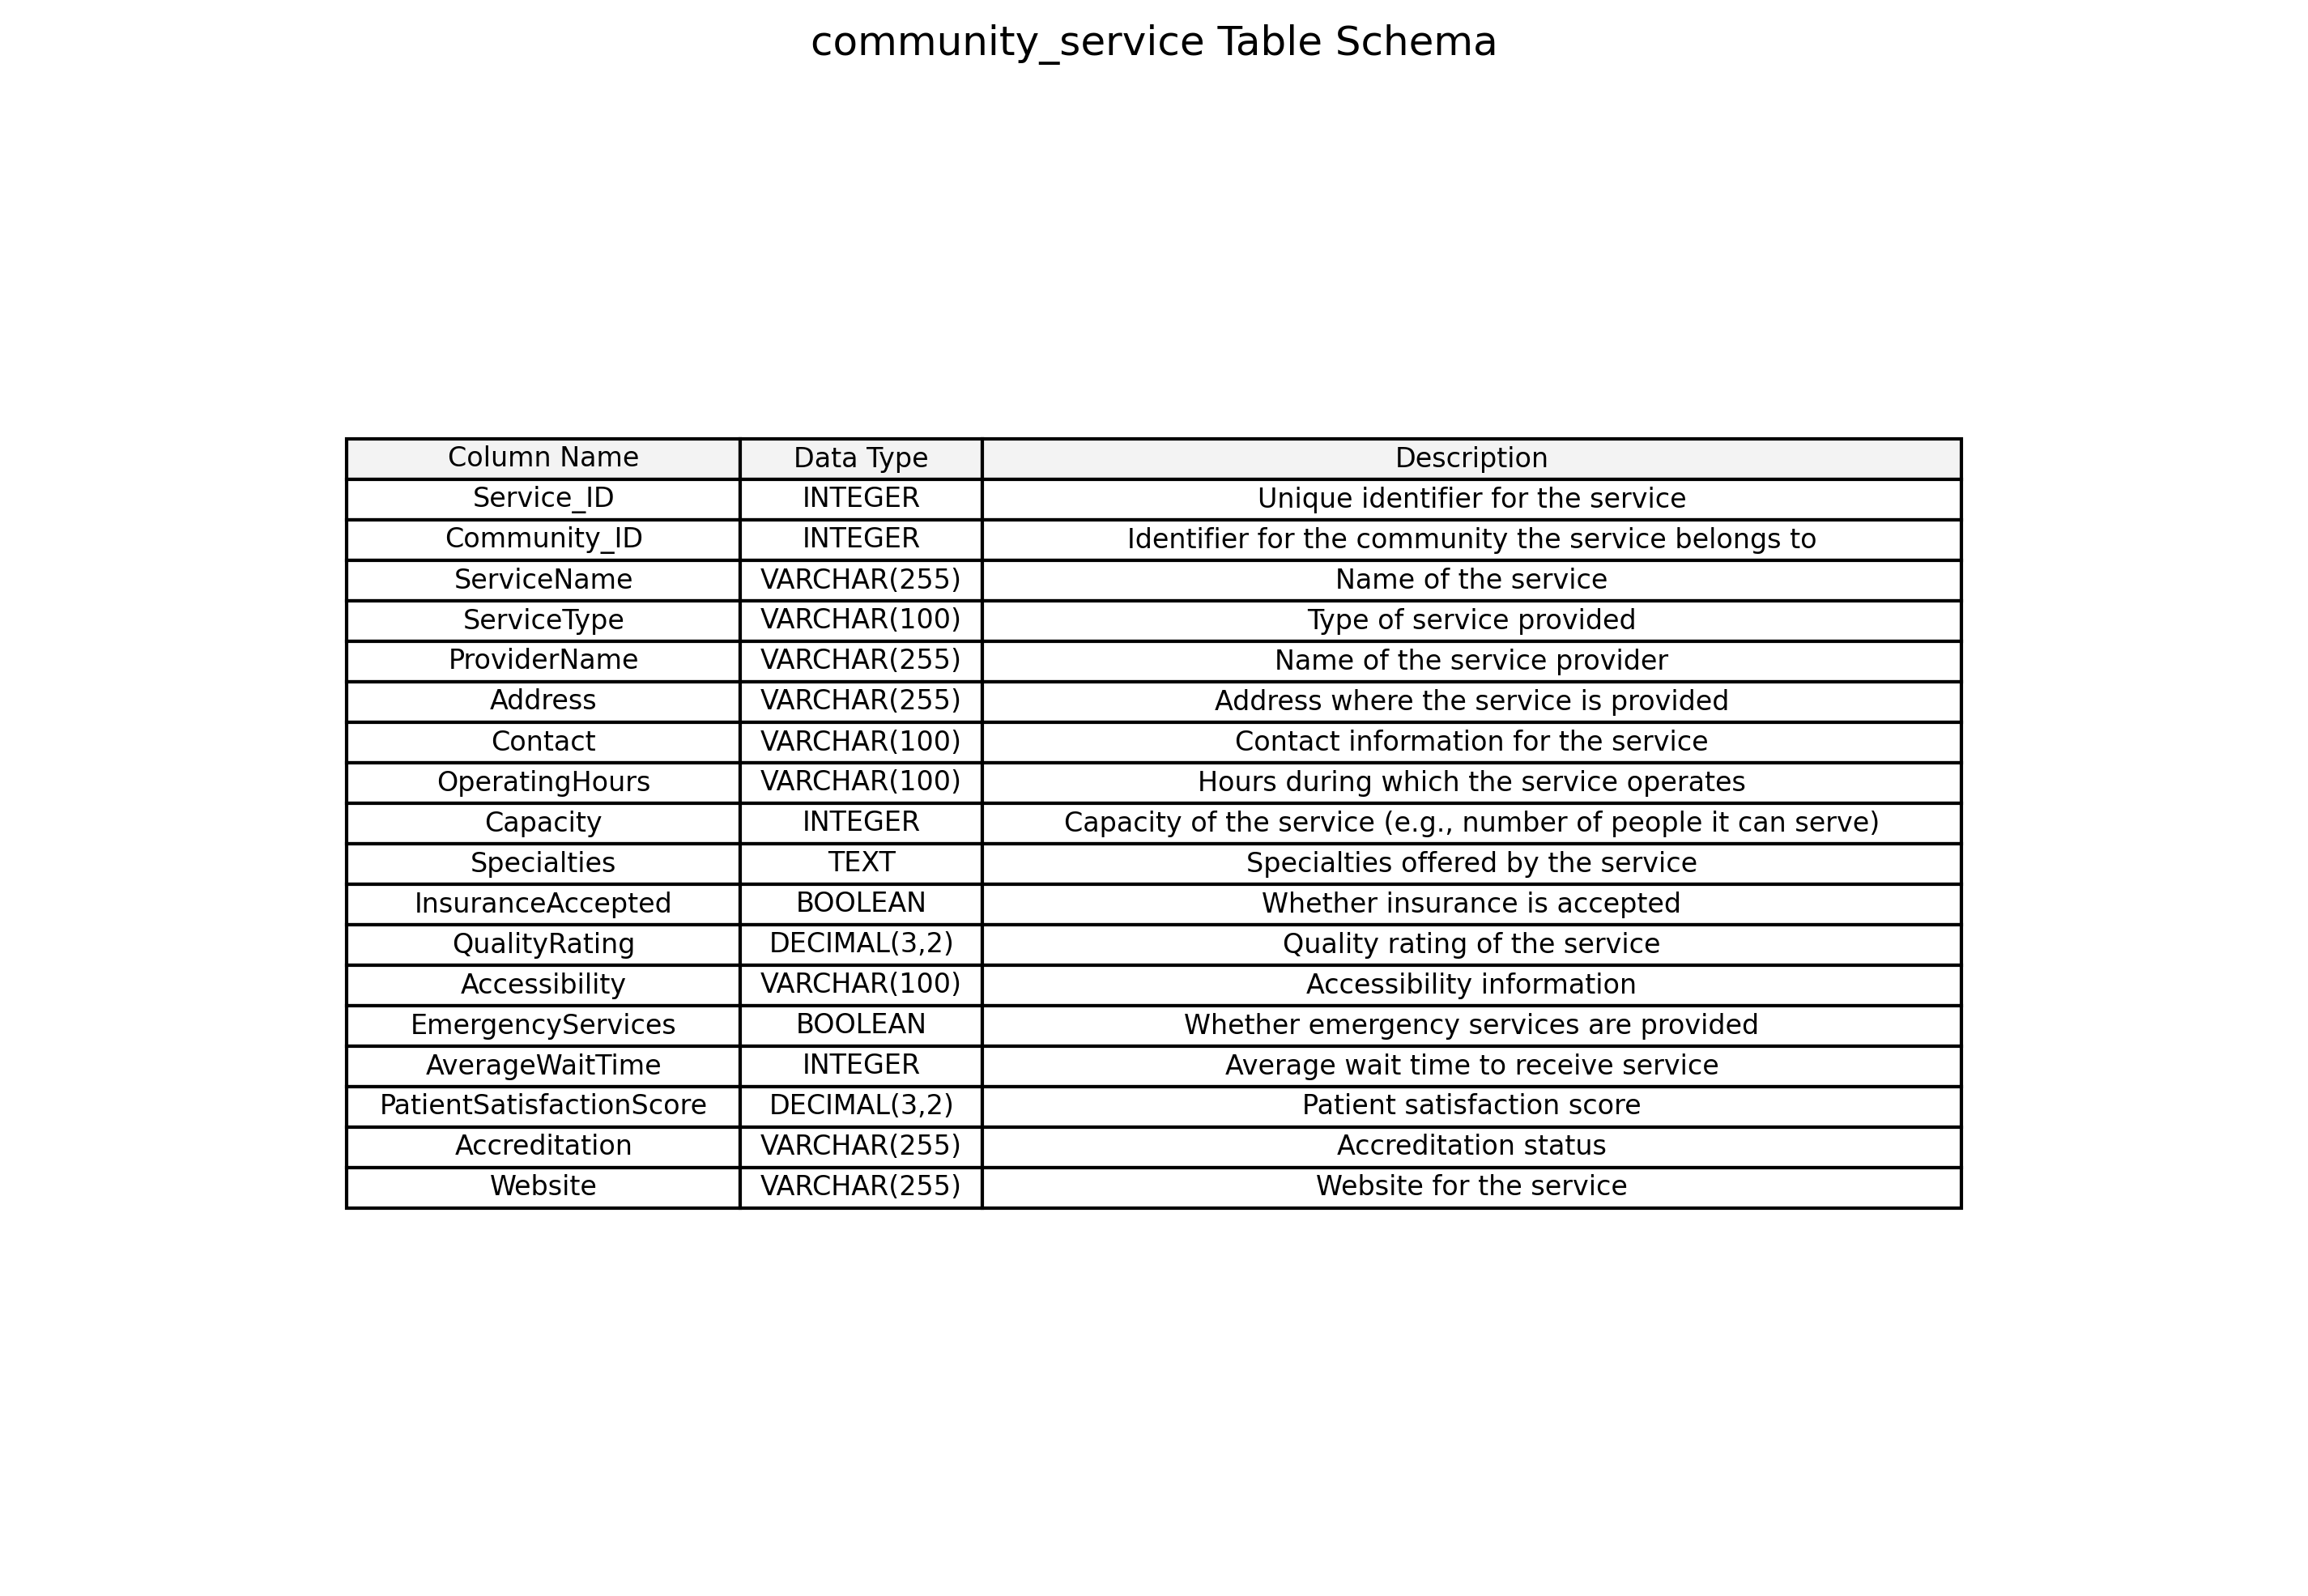 community_service Table Schema
Column Name Data Type Description
Service_ID INTEGER Unique identifier for the service
Community_ID INTEGER Identifier for the community the service belongs to
ServiceName VARCHAR(255) Name of the service
ServiceType VARCHAR(100) Type of service provided
ProviderName VARCHAR(255) Name of the service provider
Address VARCHAR(255) Address where the service is provided
Contact VARCHAR(100) Contact information for the service
OperatingHours VARCHAR(100) Hours during which the service operates
Capacity INTEGER Capacity of the service (e.g., number of people it can serve)
Specialties TEXT Specialties offered by the service
InsuranceAccepted BOOLEAN Whether insurance is accepted
QualityRating DECIMAL(3,2) Quality rating of the service
Accessibility VARCHAR(100) Accessibility information
EmergencyServices BOOLEAN Whether emergency services are provided
AverageWaitTime INTEGER Average wait time to receive service
PatientSatisfactionScore DECIMAL(3,2) Patient satisfaction score
Accreditation VARCHAR(255) Accreditation status
Website VARCHAR(255) Website for the service